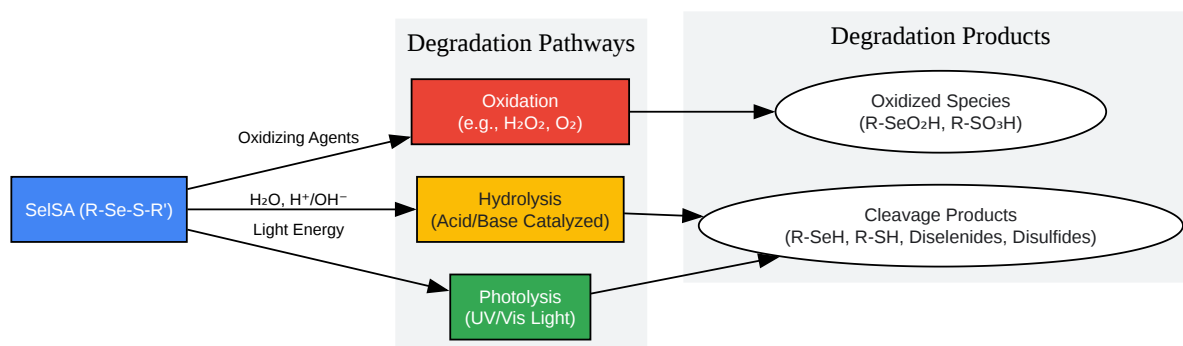 Degradation Pathways
Degradation Products
Oxidation
(e.g., H₂O₂, O₂)
Oxidized Species
(R-SeO₂H, R-SO₃H)
Oxidizing Agents
SelSA (R-Se-S-R')
H₂O, H⁺/OH⁻
Hydrolysis
(Acid/Base Catalyzed)
Cleavage Products
(R-SeH, R-SH, Diselenides, Disulfides)
Light Energy
Photolysis
(UV/Vis Light)